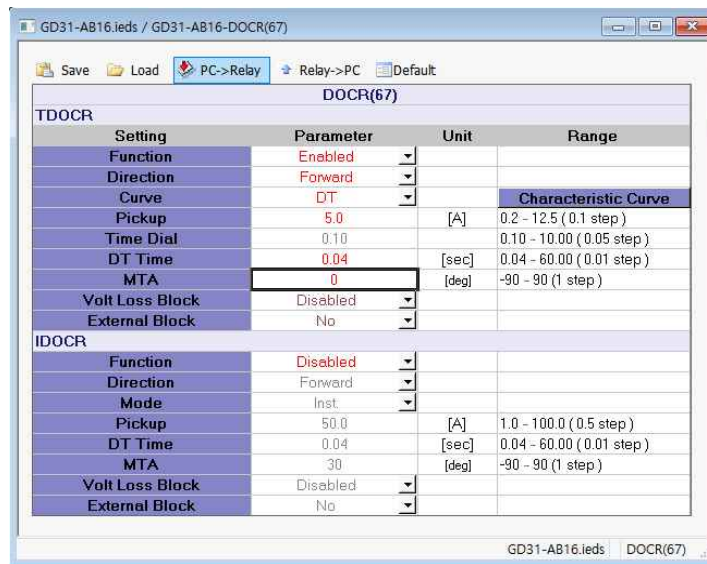 GD31-AB16.ieds / GD31-AB16-DOCR(67)
Save Load PC->Relay Relay->PC Default
DOCR(67)
TDOCR
Setting Parameter Unit Range
Function Enabled
Direction Forward
Curve DT Characteristic Curve
Pickup 5.0 [A] 0.2 - 12.5 ( 0.1 step )
Time Dial 0.10 0.10 - 10.00 ( 0.05 step )
DT Time 0.04 [sec] 0.04 - 60.00 ( 0.01 step )
MTA 0 [deg] -90 - 90 (1 step )
Volt Loss Block Disabled
External Block No
IDOCR
Function Disabled
Direction Forward
Mode Inst.
Pickup 50.0 [A] 1.0 - 100.0 ( 0.5 step )
DT Time 0.04 [sec] 0.04 - 60.00 ( 0.01 step )
MTA 30 [deg] -90 - 90 (1 step )
Volt Loss Block Disabled
External Block No
GD31-AB16.ieds DOCR(67)